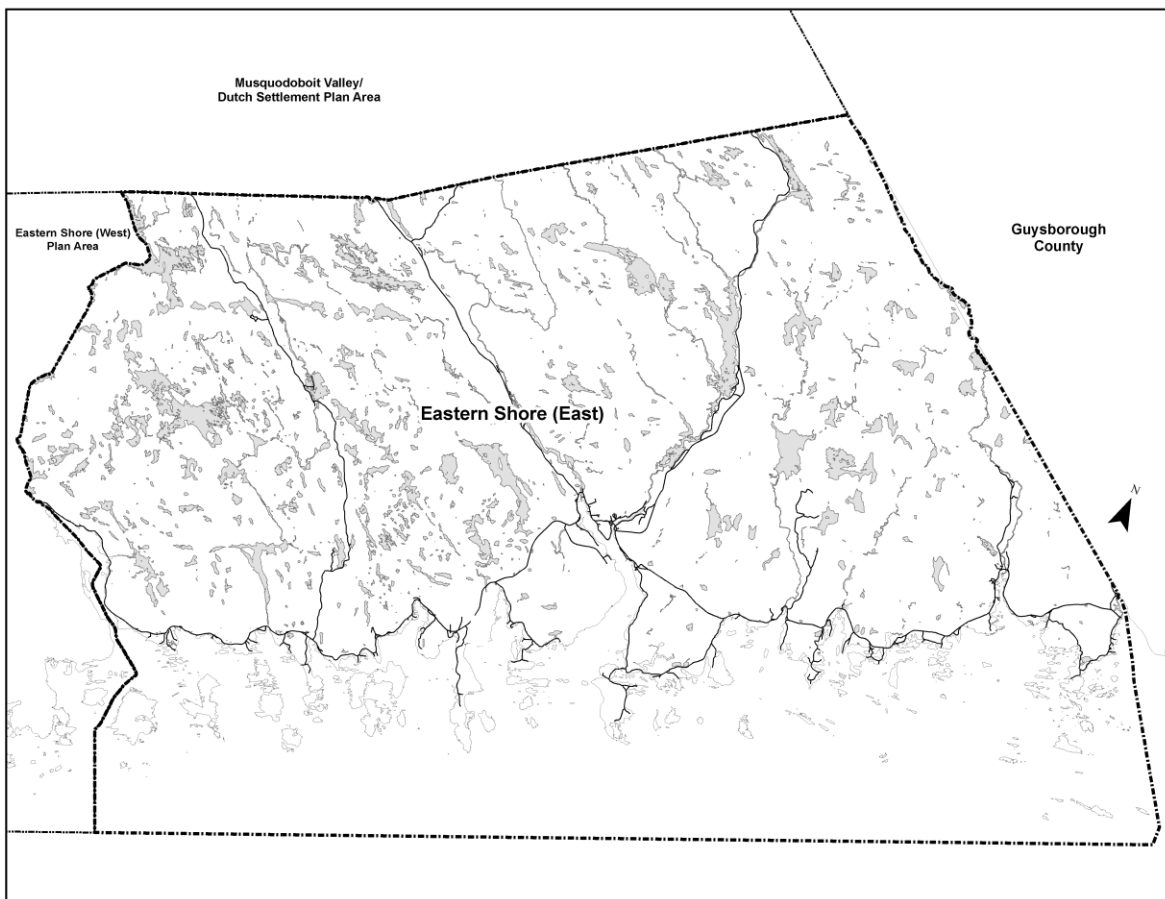 Musquodoboit Valley/
Dutch Settlement Plan Area
Eastern Shore (West)
Plan Area
Guysborough
County
Eastern Shore (East)
N